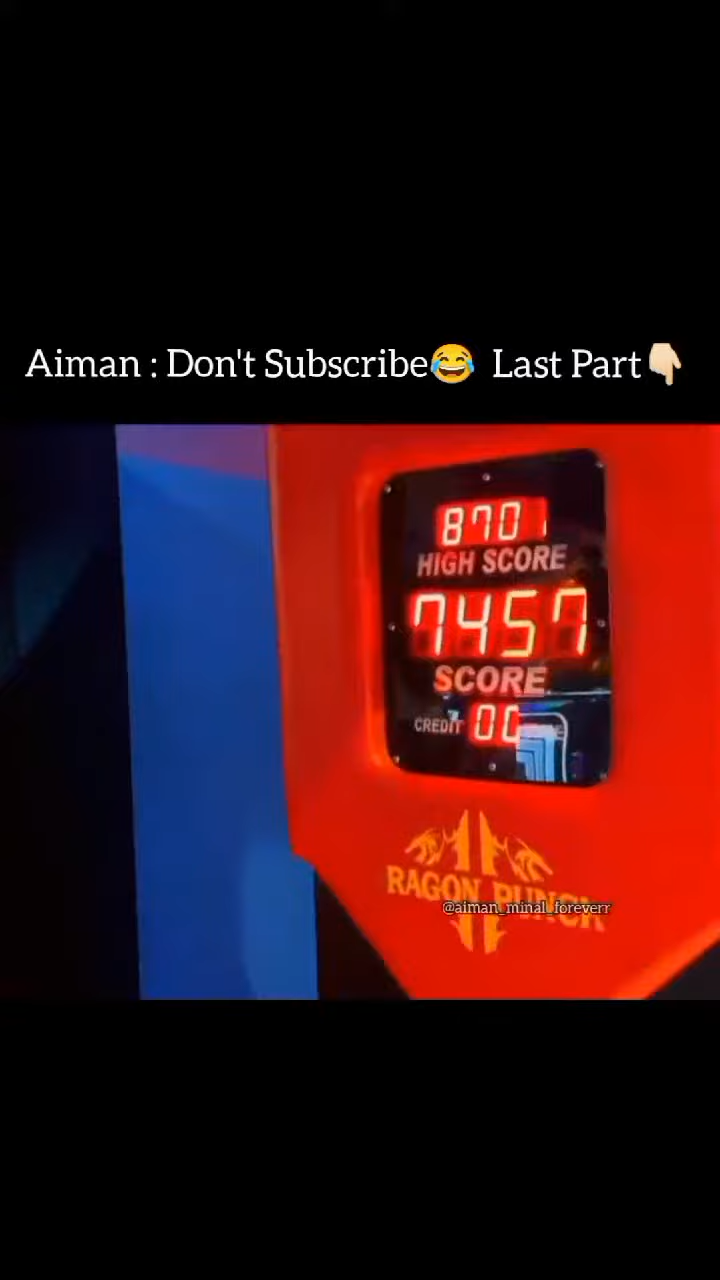 Aiman : Don't Subscribe😂 Last Part👇🏻
8701
HIGH SCORE
7457
SCORE
CREDIT 00
RAGON PUNCH
@aiman_minal_foreverr